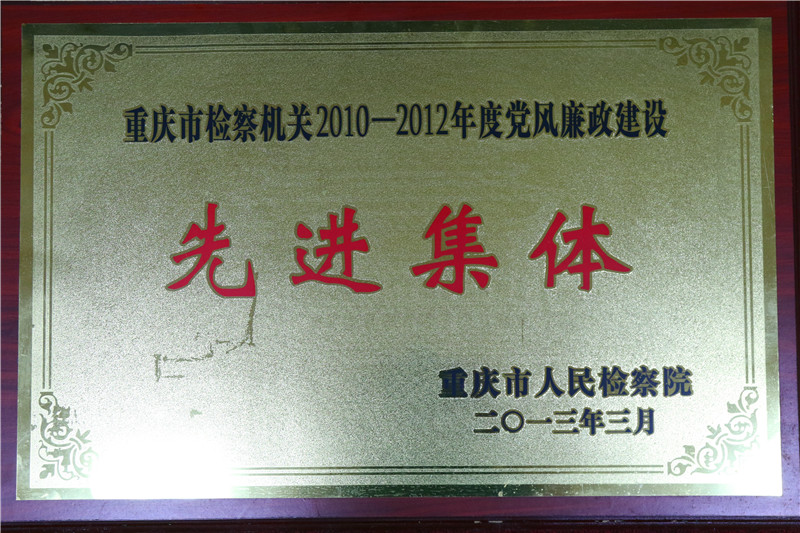 重庆市检察机关2010—2012年度党风廉政建设
先进集体
重庆市人民检察院
二〇一三年三月